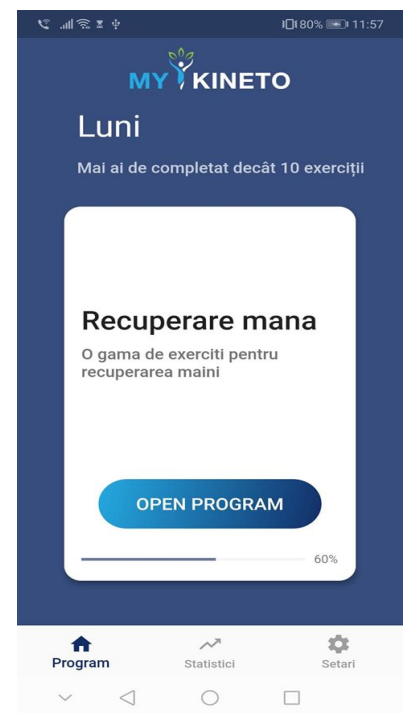 80% 11:57
MY KINETO
Luni
Mai ai de completat decât 10 exerciții
Recuperare mana
O gama de exerciti pentru
recuperarea maini
OPEN PROGRAM
60%
Program Statistici Setari